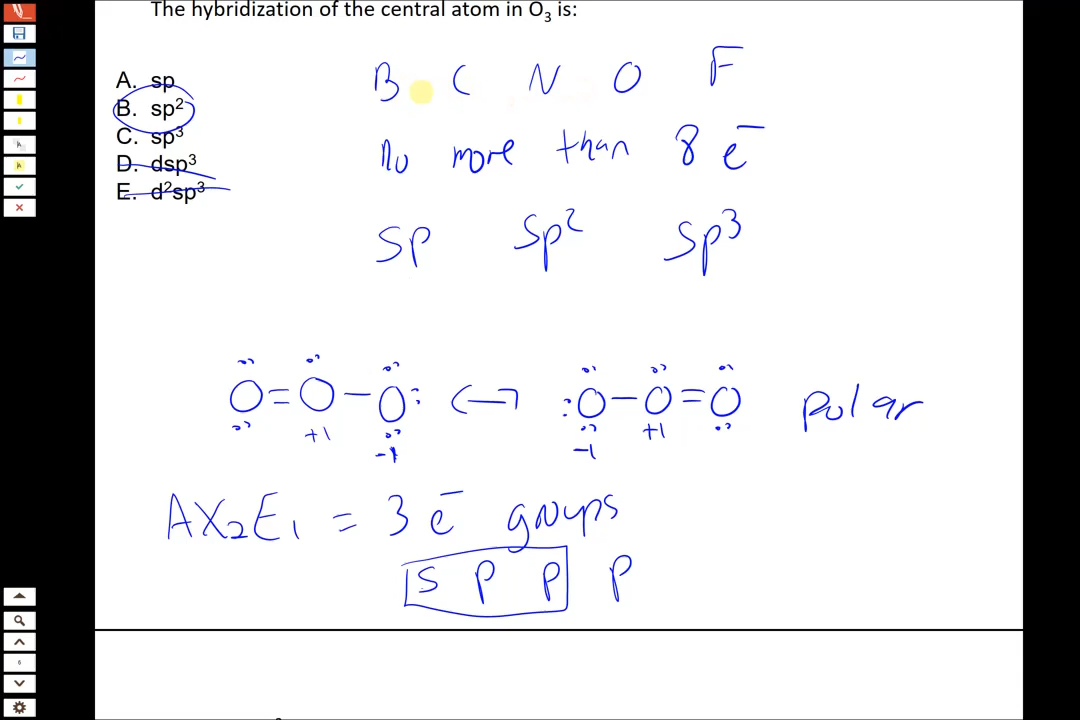 The hybridization of the central atom in O₃ is:
A. sp
B. sp²
C. sp³
D. dsp³
E. d²sp³
B C N O F
no more than 8 e⁻
sp sp² sp³
O=O-O ⟷ O-O=O polar
+1 -1 -1 +1
AX₂E₁ = 3 e⁻ groups
s p p p
6